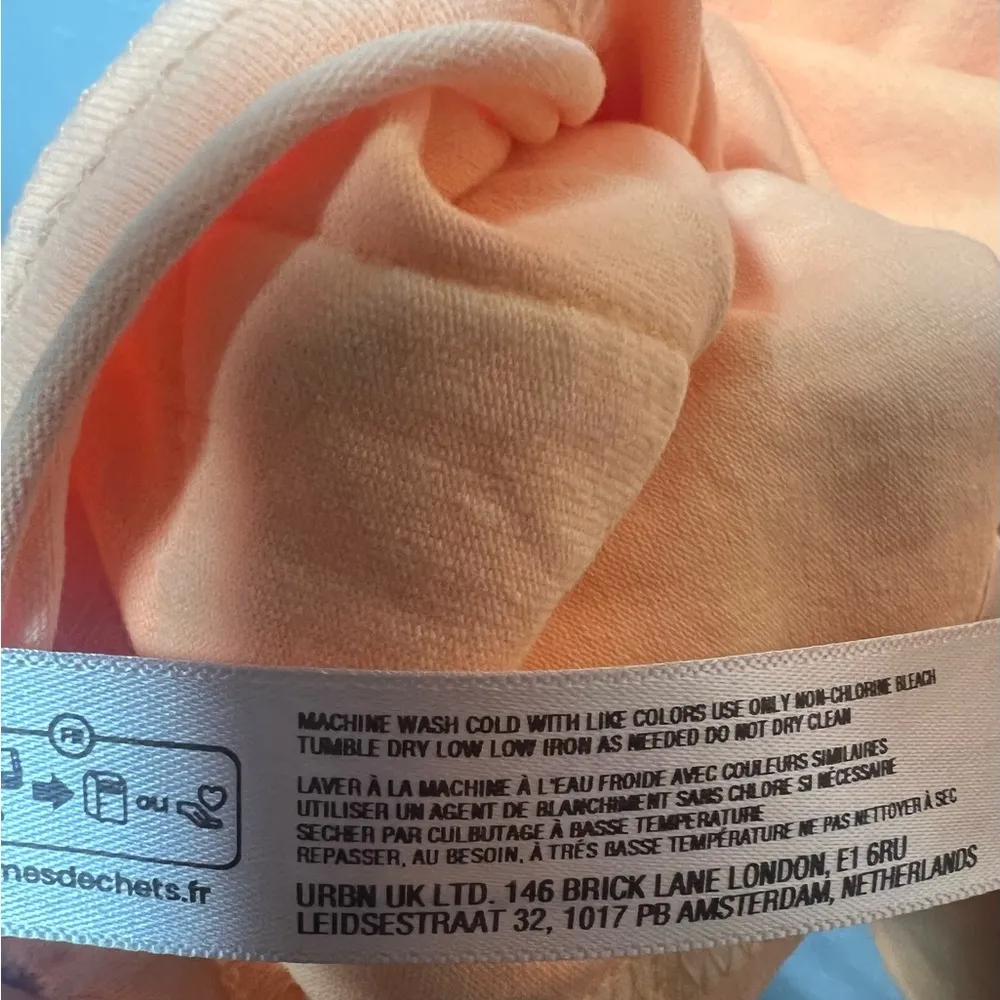 FR
ou
mesdechets.fr
MACHINE WASH COLD WITH LIKE COLORS USE ONLY NON-CHLORINE BLEACH
TUMBLE DRY LOW LOW IRON AS NEEDED DO NOT DRY CLEAN
LAVER À LA MACHINE À L'EAU FROIDE AVEC COULEURS SIMILAIRES
UTILISER UN AGENT DE BLANCHIMENT SANS CHLORE SI NÉCESSAIRE
SECHER PAR CULBUTAGE À BASSE TEMPERATURE
REPASSER, AU BESOIN, À TRÉS BASSE TEMPÉRATURE NE PAS NETTOYER À SEC
URBN UK LTD. 146 BRICK LANE LONDON, E1 6RU
LEIDSESTRAAT 32, 1017 PB AMSTERDAM, NETHERLANDS